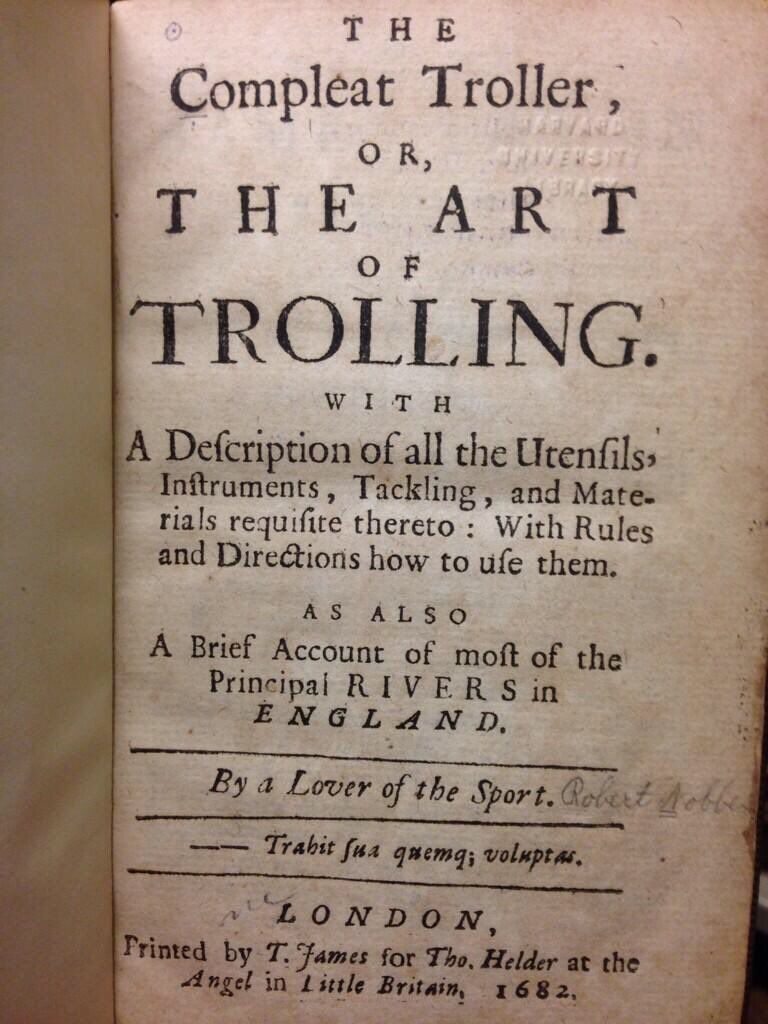 THE
Compleat Troller,
OR,
THE ART
OF
TROLLING.
WITH
A Deſcription of all the Utenſils,
Inſtruments, Tackling, and Mate-
rials requiſite thereto: With Rules
and Directions how to uſe them.
AS ALSO
A Brief Account of moſt of the
Principal RIVERS in
ENGLAND.
By a Lover of the Sport. Robert
—— Trahit ſua quemq; voluptas.
LONDON,
Printed by T. James for Tho. Helder at the
Angel in Little Britain, 1682.